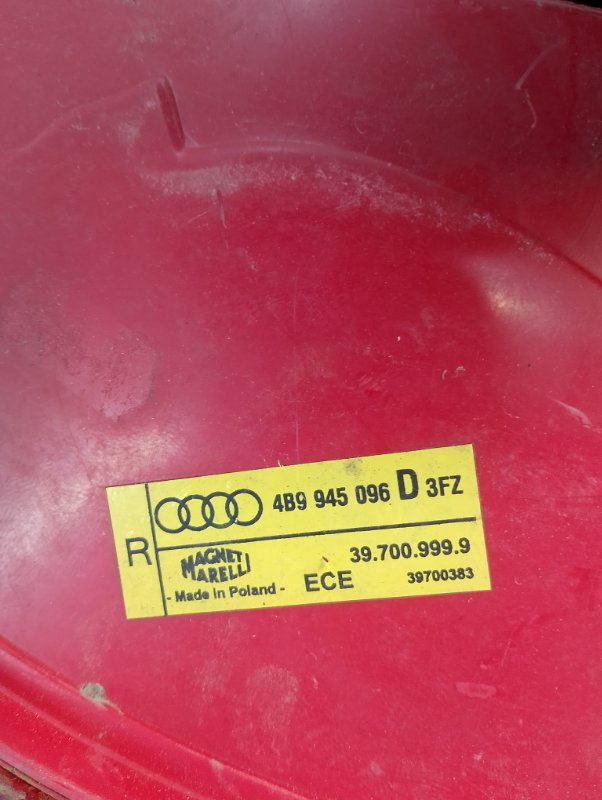 R
4B9 945 096 D 3FZ
MAGNETI MARELLI
39.700.999.9
- Made in Poland -
ECE
39700383